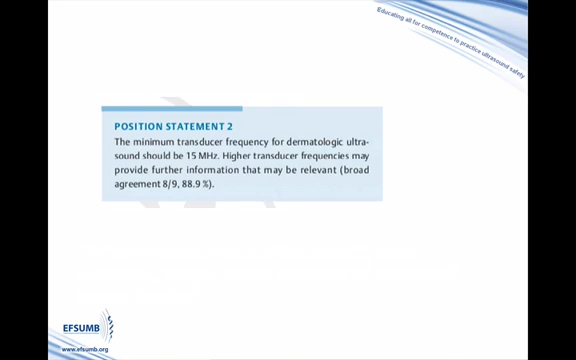 Educating all for competence to practice ultrasound safety
POSITION STATEMENT 2
The minimum transducer frequency for dermatologic ultra-
sound should be 15 MHz. Higher transducer frequencies may
provide further information that may be relevant (broad
agreement 8/9, 88.9 %).
EFSUMB
www.efsumb.org